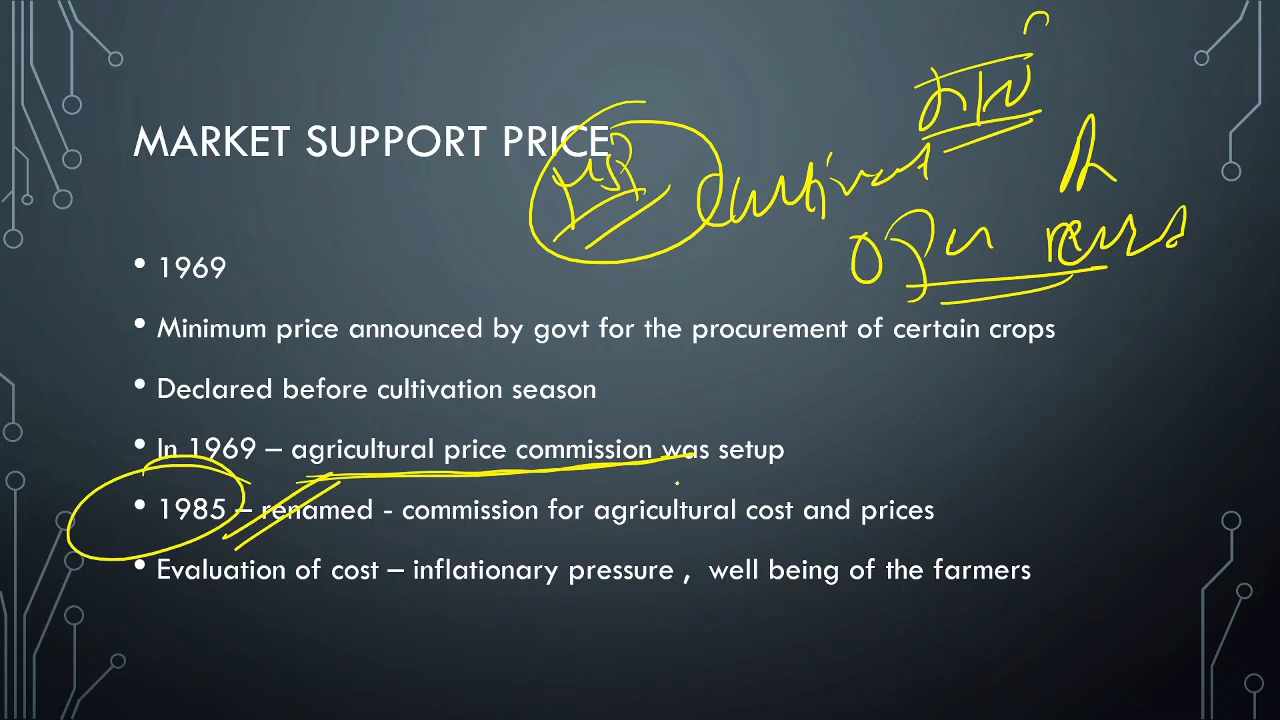 MARKET SUPPORT PRICE
MSP
• 1969
• Minimum price announced by govt for the procurement of certain crops
• Declared before cultivation season
• In 1969 – agricultural price commission was setup
• 1985 – renamed - commission for agricultural cost and prices
• Evaluation of cost – inflationary pressure , well being of the farmers